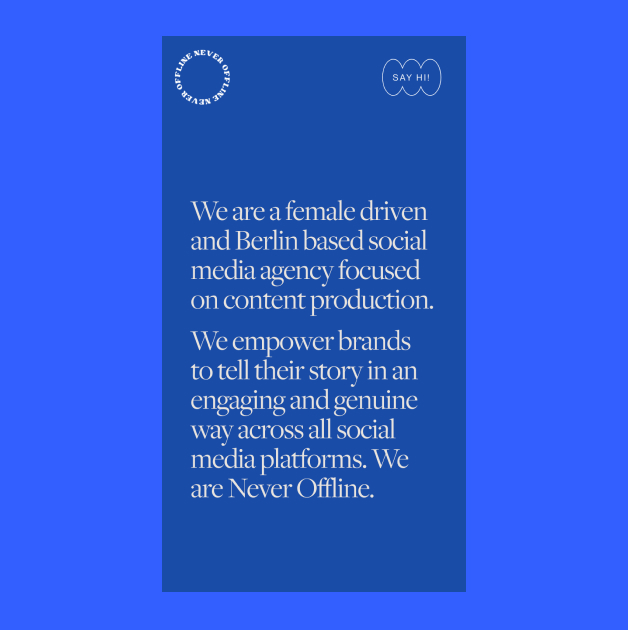 NEVER OFFLINE NEVER OFFLINE NEVER OFFLINE
SAY HI!
We are a female driven
and Berlin based social
media agency focused
on content production.
We empower brands
to tell their story in an
engaging and genuine
way across all social
media platforms. We
are Never Offline.